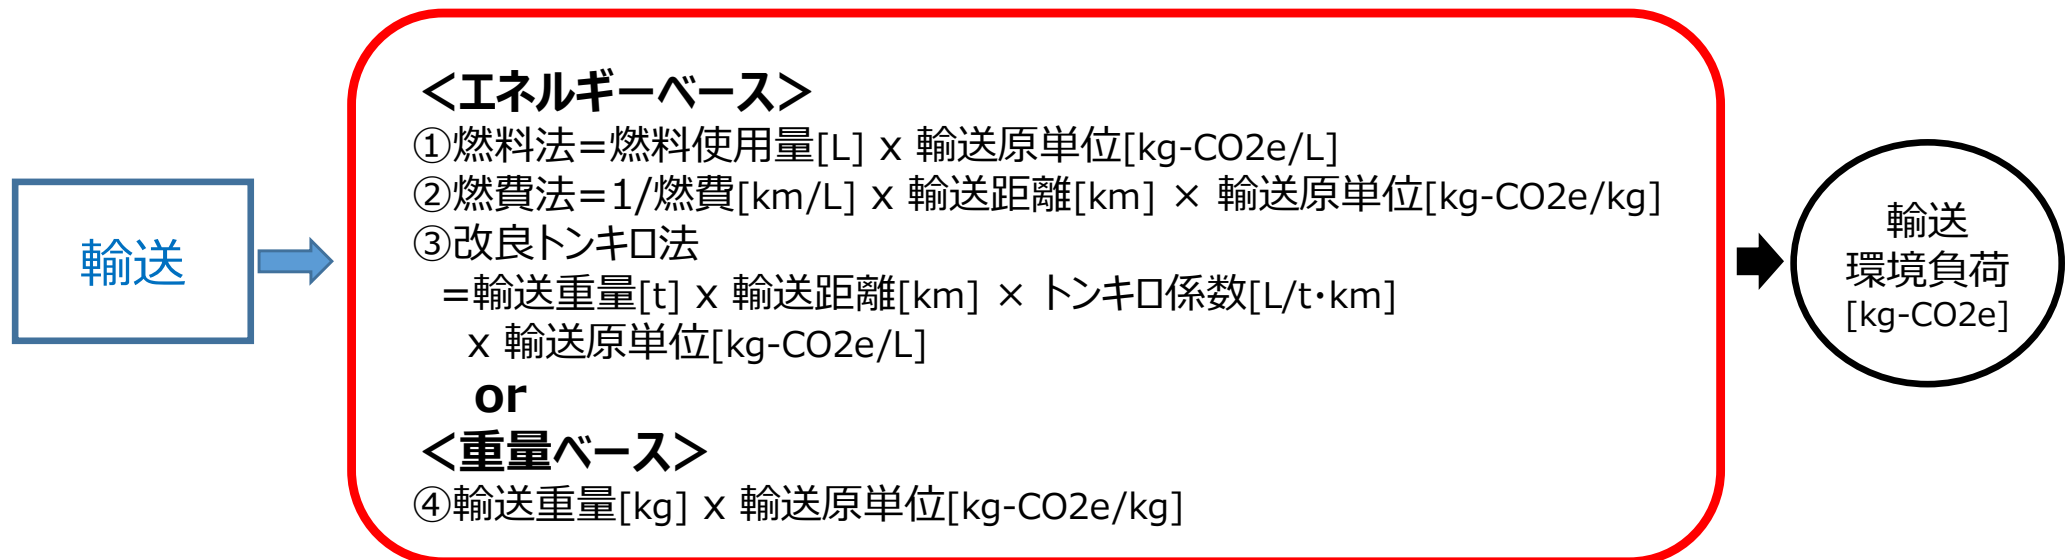 輸送
＜エネルギーベース＞
①燃料法=燃料使用量[L] x 輸送原単位[kg-CO2e/L]
②燃費法=1/燃費[km/L] x 輸送距離[km] × 輸送原単位[kg-CO2e/kg]
③改良トンキロ法
=輸送重量[t] x 輸送距離[km] × トンキロ係数[L/t・km]
x 輸送原単位[kg-CO2e/L]
or
＜重量ベース＞
④輸送重量[kg] x 輸送原単位[kg-CO2e/kg]
輸送
環境負荷
[kg-CO2e]